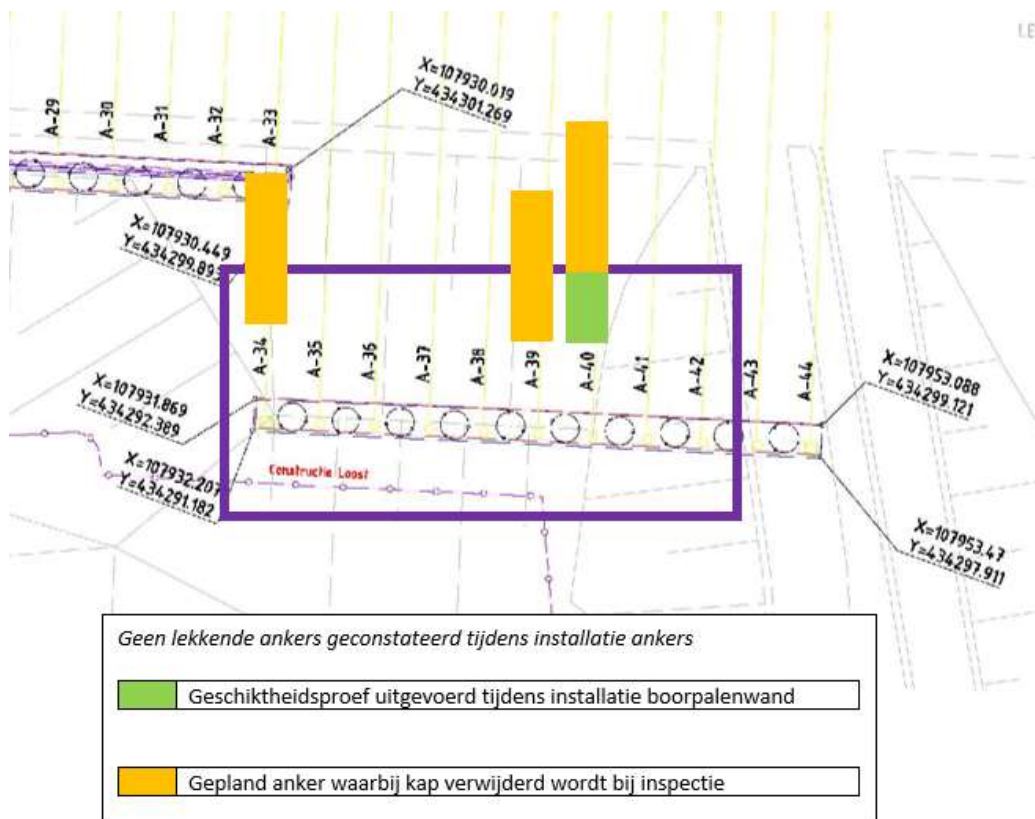 LE
X=107930.019
Y=434301.269
A-29
A-30
A-31
A-32
A-33
X=107930.449
Y=434299.893
A-34
A-35
A-36
A-37
A-38
A-39
A-40
A-41
A-42
A-43
A-44
X=107931.869
Y=434292.389
X=107953.088
Y=434299.121
X=107932.207
Y=434291.182
Constructie Loost
X=107953.47
Y=434297.911
Geen lekkende ankers geconstateerd tijdens installatie ankers
Geschiktheidsproef uitgevoerd tijdens installatie boorpalenwand
Gepland anker waarbij kap verwijderd wordt bij inspectie